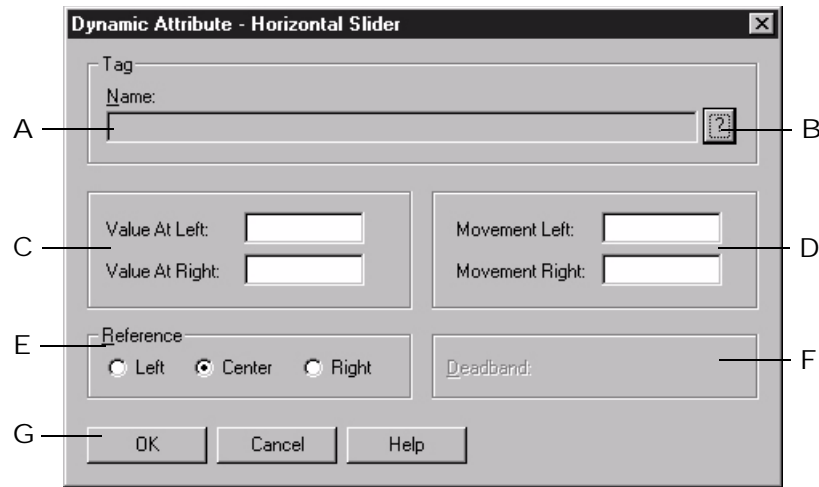 Dynamic Attribute - Horizontal Slider
Tag
Name:
A
?
B
C
Value At Left:
Value At Right:
Movement Left:
Movement Right:
D
E
Reference
Left Center Right
Deadband:
F
G
OK Cancel Help